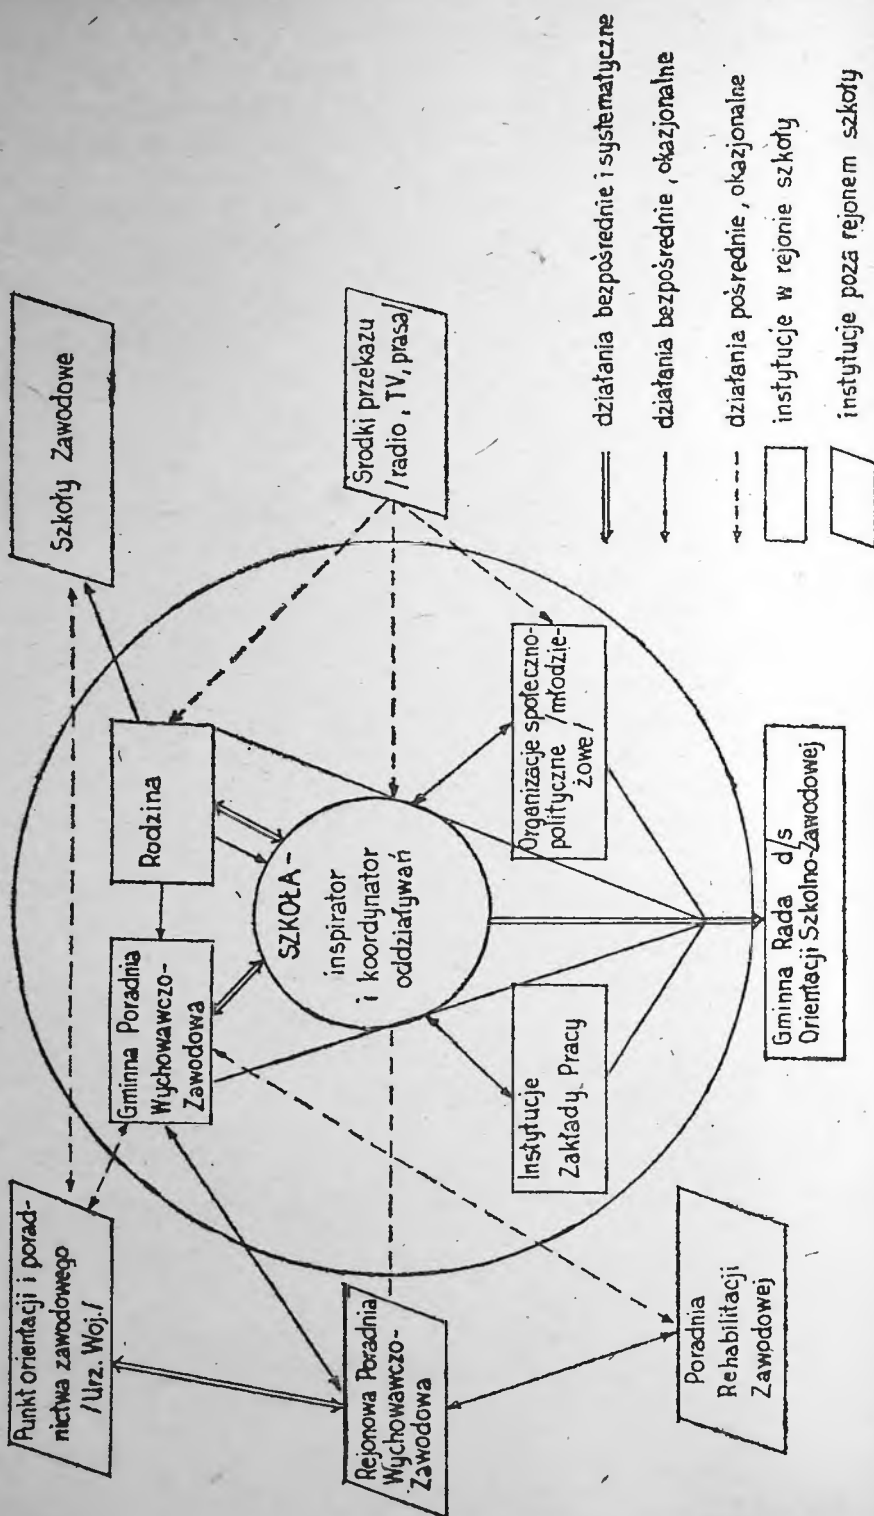 Punkt orientacji i porad-
nictwa zawodowego
/Urz. Woj./
Szkoły Zawodowe
Gminna Poradnia
Wychowawczo-
Zawodowa
Rodzina
Rejonowa Poradnia
Wychowawczo-
Zawodowa
SZKOŁA-
inspirator
i koordynator
oddziaływań
Środki przekazu
/radio, TV, prasa/
Instytucje
Zakłady Pracy
Organizacje społeczno-
polityczne /młodzie-
żowe/
Poradnia
Rehabilitacji
Zawodowej
Gminna Rada d/s
Orientacji Szkolno-Zawodowej
działania bezpośrednie i systematyczne
działania bezpośrednie, okazjonalne
działania pośrednie, okazjonalne
instytucje w rejonie szkoły
instytucje poza rejonem szkoły